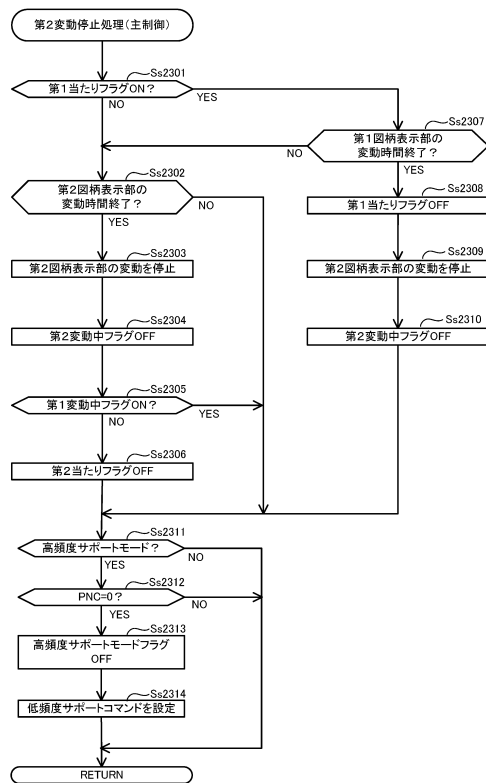 第2変動停止処理(主制御)
Ss2301
第1当たりフラグON?
NO
YES
Ss2307
第1図柄表示部の
変動時間終了?
NO
YES
Ss2302
第2図柄表示部の
変動時間終了?
NO
YES
Ss2308
第1当たりフラグOFF
Ss2303
第2図柄表示部の変動を停止
Ss2309
第2図柄表示部の変動を停止
Ss2304
第2変動中フラグOFF
Ss2310
第2変動中フラグOFF
Ss2305
第1変動中フラグON?
YES
NO
Ss2306
第2当たりフラグOFF
Ss2311
高頻度サポートモード?
NO
YES
Ss2312
PNC=0?
NO
YES
Ss2313
高頻度サポートモードフラグ
OFF
Ss2314
低頻度サポートコマンドを設定
RETURN